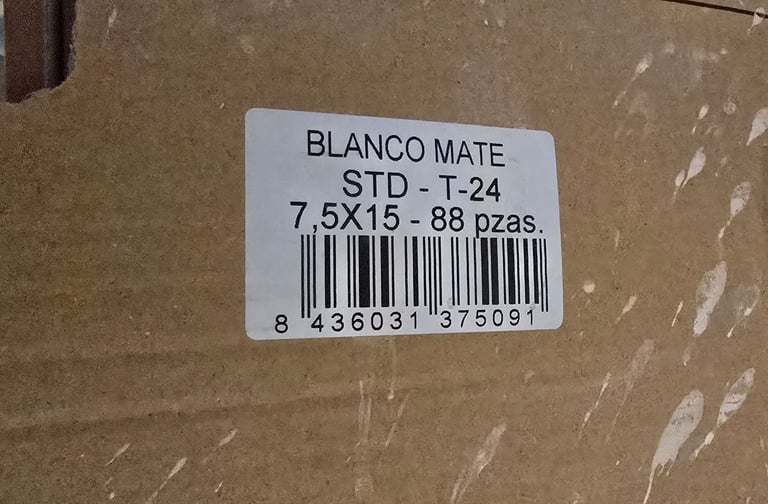 BLANCO MATE
STD - T-24
7,5X15 - 88 pzas.
8 436031 375091